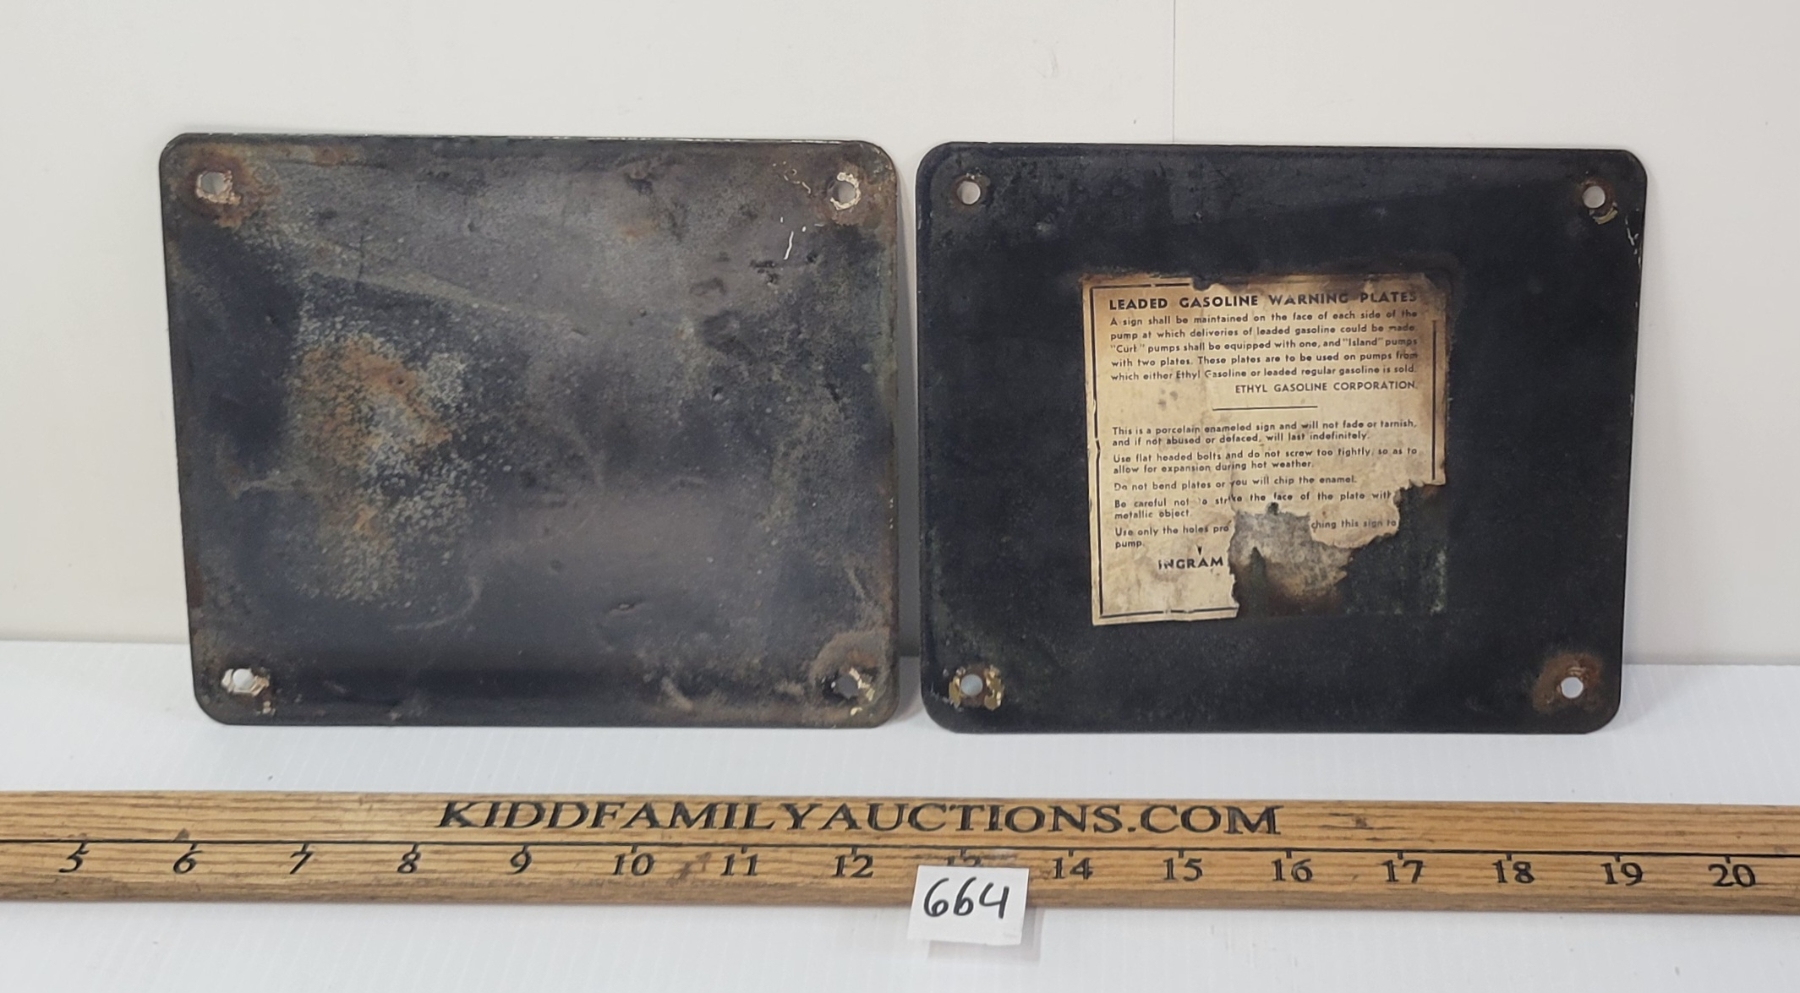 LEADED GASOLINE WARNING PLATES
A sign shall be maintained on the face of each side of the
pump at which deliveries of leaded gasoline could be made.
"Curb" pumps shall be equipped with one, and "Island" pumps
with two plates. These plates are to be used on pumps from
which either Ethyl Gasoline or leaded regular gasoline is sold.
ETHYL GASOLINE CORPORATION.
This is a porcelain enameled sign and will not fade or tarnish,
and if not abused or defaced, will last indefinitely.
Use flat headed bolts and do not screw too tightly, so as to
allow for expansion during hot weather.
Do not bend plates or you will chip the enamel.
Be careful not to strike the face of the plate with
metallic object.
Use only the holes pro ching this sign to
pump.
INGRAM
KIDDFAMILYAUCTIONS.COM
5 6 7 8 9 10 11 12 13 14 15 16 17 18 19 20
664